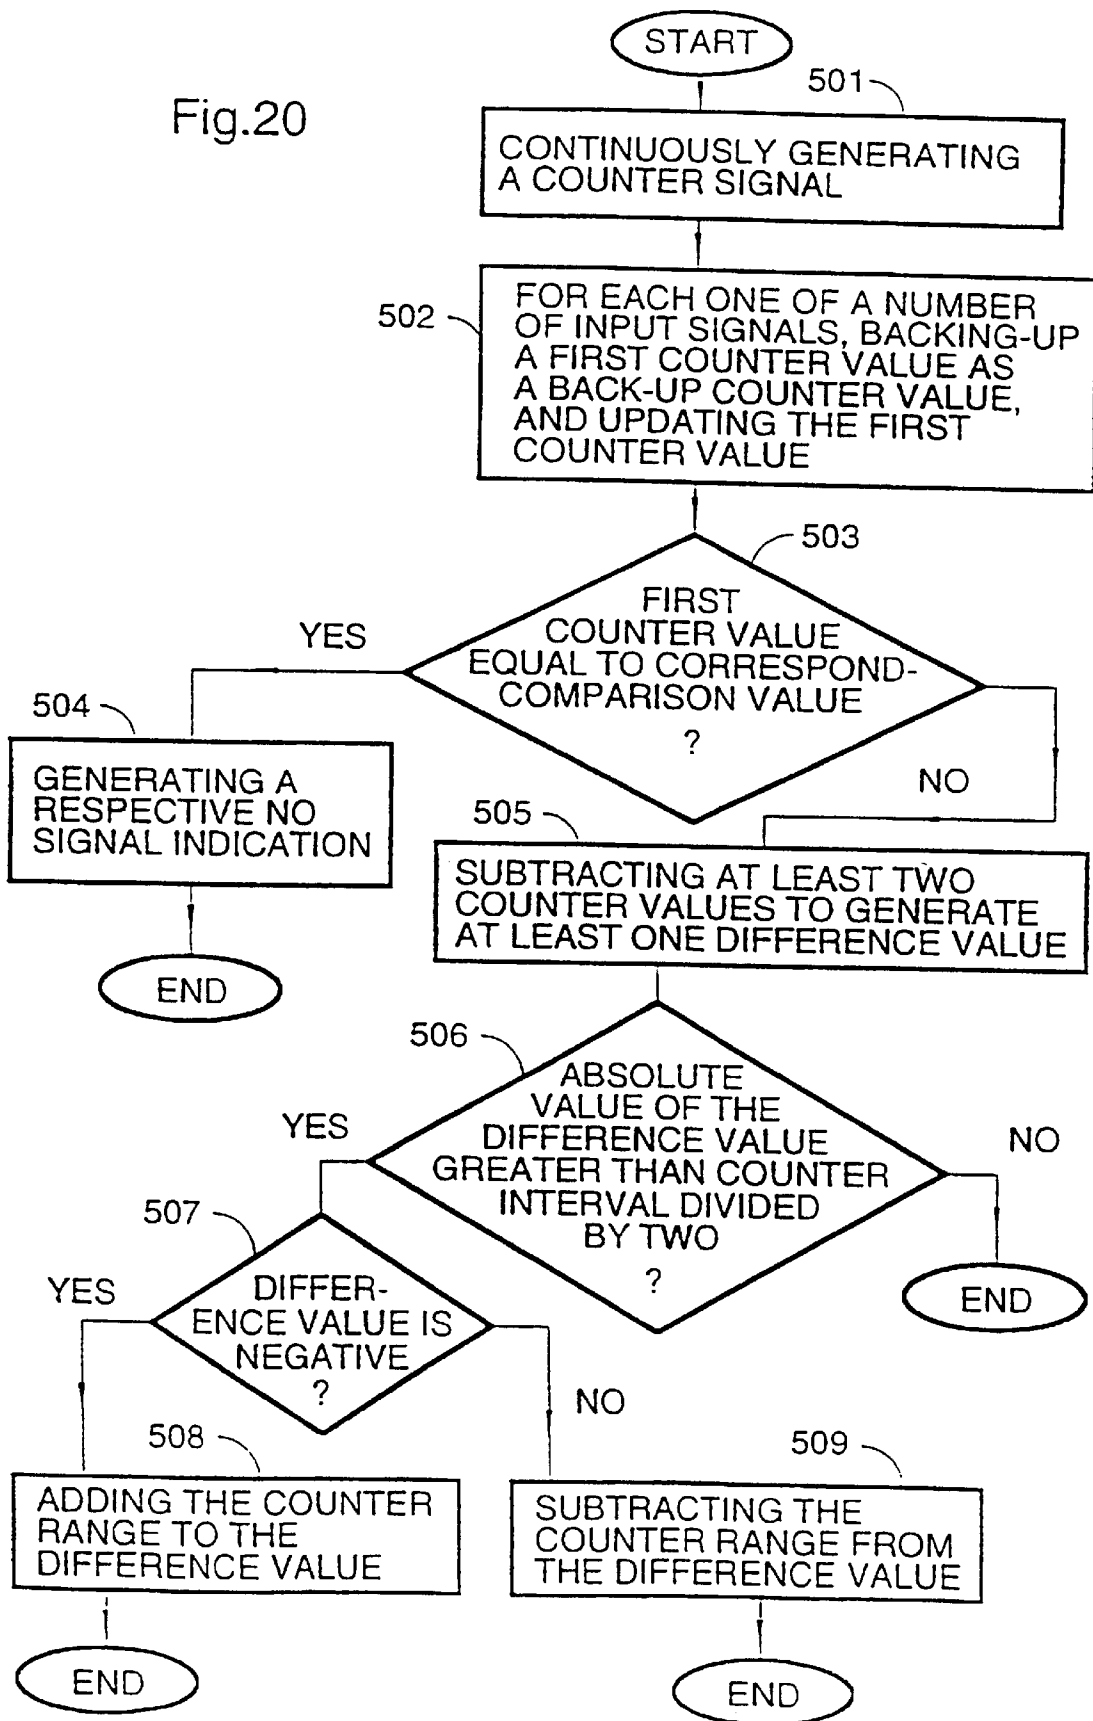 START
501
Fig.20
CONTINUOUSLY GENERATING
A COUNTER SIGNAL
502
FOR EACH ONE OF A NUMBER
OF INPUT SIGNALS, BACKING-UP
A FIRST COUNTER VALUE AS
A BACK-UP COUNTER VALUE,
AND UPDATING THE FIRST
COUNTER VALUE
503
FIRST
COUNTER VALUE
EQUAL TO CORRESPOND-
COMPARISON VALUE
?
YES
NO
504
GENERATING A
RESPECTIVE NO
SIGNAL INDICATION
END
505
SUBTRACTING AT LEAST TWO
COUNTER VALUES TO GENERATE
AT LEAST ONE DIFFERENCE VALUE
506
ABSOLUTE
VALUE OF THE
DIFFERENCE VALUE
GREATER THAN COUNTER
INTERVAL DIVIDED
BY TWO
?
YES
NO
END
507
DIFFER-
ENCE VALUE IS
NEGATIVE
?
YES
NO
508
ADDING THE COUNTER
RANGE TO THE
DIFFERENCE VALUE
END
509
SUBTRACTING THE
COUNTER RANGE FROM
THE DIFFERENCE VALUE
END